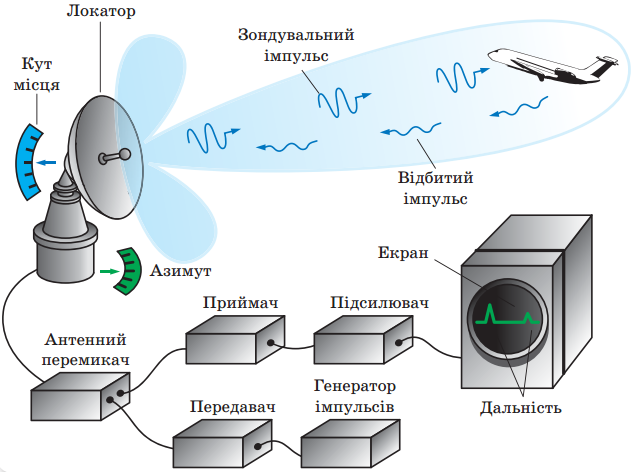 Локатор
Зондувальний
імпульс
Кут
місця
Відбитий
імпульс
Екран
Азимут
Приймач
Підсилювач
Антенний
перемикач
Генератор
імпульсів
Передавач
Дальність